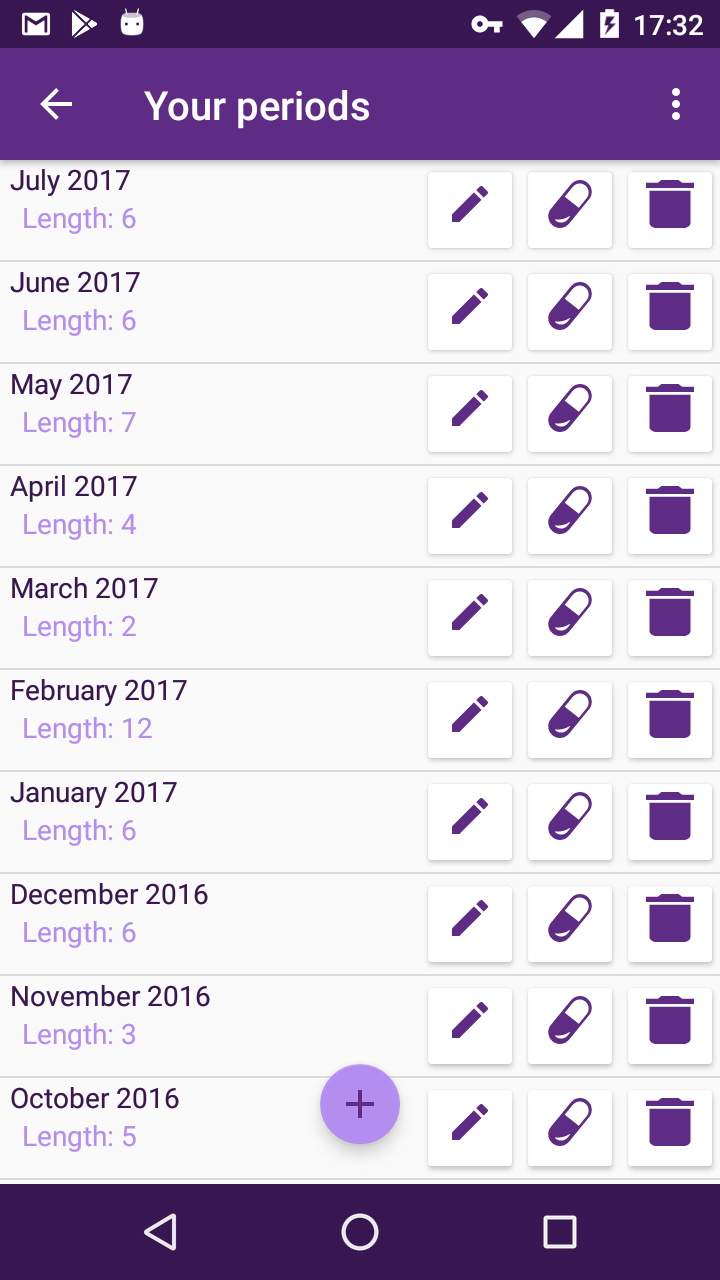 17:32
Your periods
July 2017
Length: 6
June 2017
Length: 6
May 2017
Length: 7
April 2017
Length: 4
March 2017
Length: 2
February 2017
Length: 12
January 2017
Length: 6
December 2016
Length: 6
November 2016
Length: 3
October 2016
Length: 5